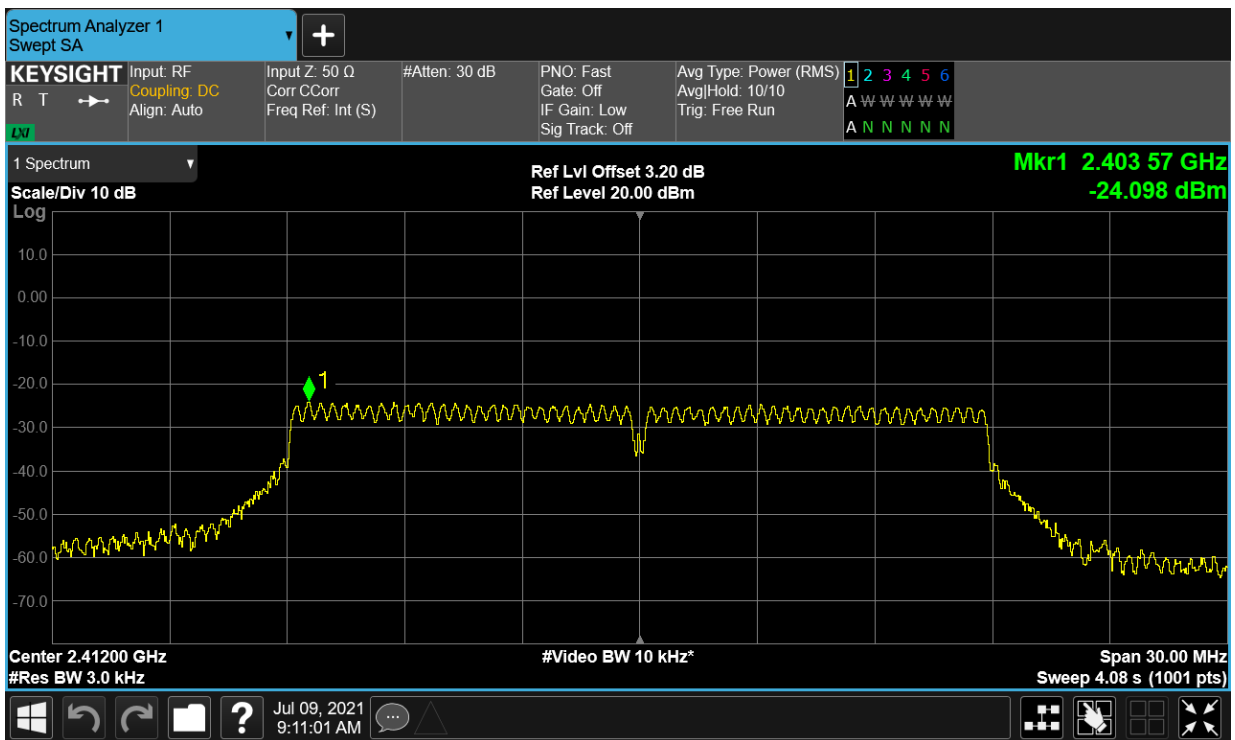 Spectrum Analyzer 1
Swept SA
+
KEYSIGHT
R T
LXI
Input: RF
Coupling: DC
Align: Auto
Input Z: 50 Ω
Corr CCorr
Freq Ref: Int (S)
#Atten: 30 dB
PNO: Fast
Gate: Off
IF Gain: Low
Sig Track: Off
Avg Type: Power (RMS)
Avg|Hold: 10/10
Trig: Free Run
1 2 3 4 5 6
A W W W W W
A N N N N N
1 Spectrum
Scale/Div 10 dB
Ref Lvl Offset 3.20 dB
Ref Level 20.00 dBm
Mkr1 2.403 57 GHz
-24.098 dBm
Log
10.0
0.00
-10.0
-20.0
-30.0
-40.0
-50.0
-60.0
-70.0
1
Center 2.41200 GHz
#Res BW 3.0 kHz
#Video BW 10 kHz*
Span 30.00 MHz
Sweep 4.08 s (1001 pts)
?
Jul 09, 2021
9:11:01 AM